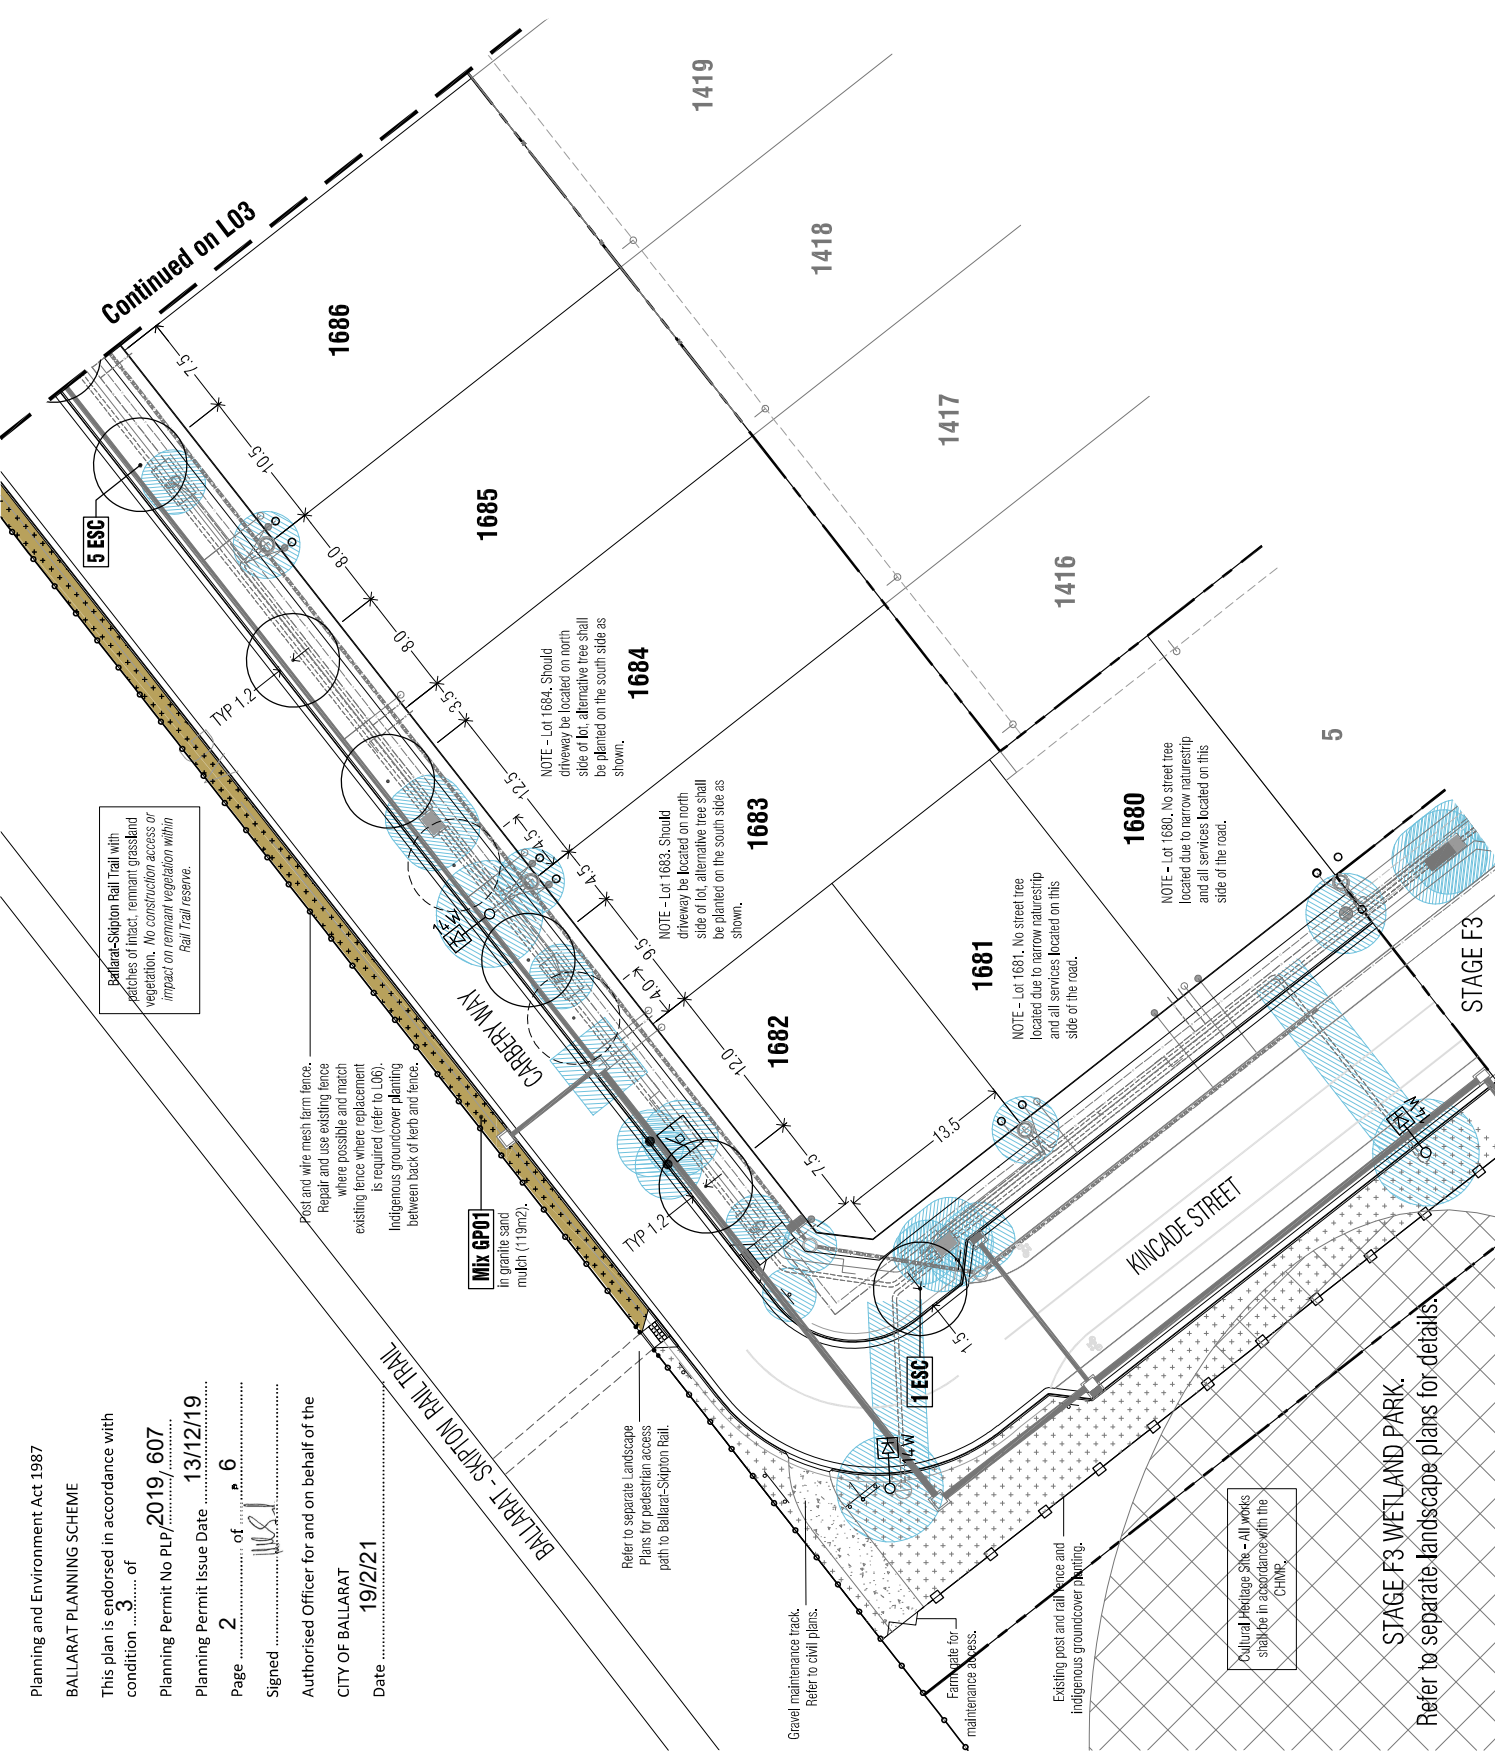 Planning and Environment Act 1987
BALLARAT PLANNING SCHEME
This plan is endorsed in accordance with
condition 3 of
Planning Permit No PLP/2019/607
Planning Permit Issue Date 13/12/19
Page 2 of 6
Signed
Authorised Officer for and on behalf of the
CITY OF BALLARAT
Date 19/2/21
Ballarat-Skipton Rail Trail with
patches of intact, remnant grassland
vegetation. No construction access or
impact on remnant vegetation within
Rail Trail reserve.
Post and wire mesh farm fence.
Repair and use existing fence
where possible and match
existing fence where replacement
is required (refer to L06).
Indigenous groundcover planting
between back of kerb and fence.
Mix GP01
in granite sand
mulch (119m2).
BALLARAT - SKIPTON RAIL TRAIL
Refer to separate Landscape
Plans for pedestrian access
path to Ballarat-Skipton Rail.
Gravel maintenance track.
Refer to civil plans.
Farm gate for
maintenance access.
Existing post and rail fence and
indigenous groundcover planting.
Cultural Heritage Site - All works
shall be in accordance with the
CHMP.
STAGE F3 WETLAND PARK.
Refer to separate landscape plans for details.
Continued on L03
5 ESC
TYP 1.2
CARBERY WAY
TYP 1.2
1 ESC
1.5
14W
14W
KINCADE STREET
STAGE F3
7.5
10.5
8.0
8.0
3.5
12.5
4.5
4.5
9.5
4.0
12.0
7.5
13.5
1686
1685
1684
NOTE - Lot 1684. Should
driveway be located on north
side of lot, alternative tree shall
be planted on the south side as
shown.
1683
NOTE - Lot 1683. Should
driveway be located on north
side of lot, alternative tree shall
be planted on the south side as
shown.
1682
1681
NOTE - Lot 1681. No street tree
located due to narrow naturestrip
and all services located on this
side of the road.
1680
NOTE - Lot 1680. No street tree
located due to narrow naturestrip
and all services located on this
side of the road.
1419
1418
1417
1416
5